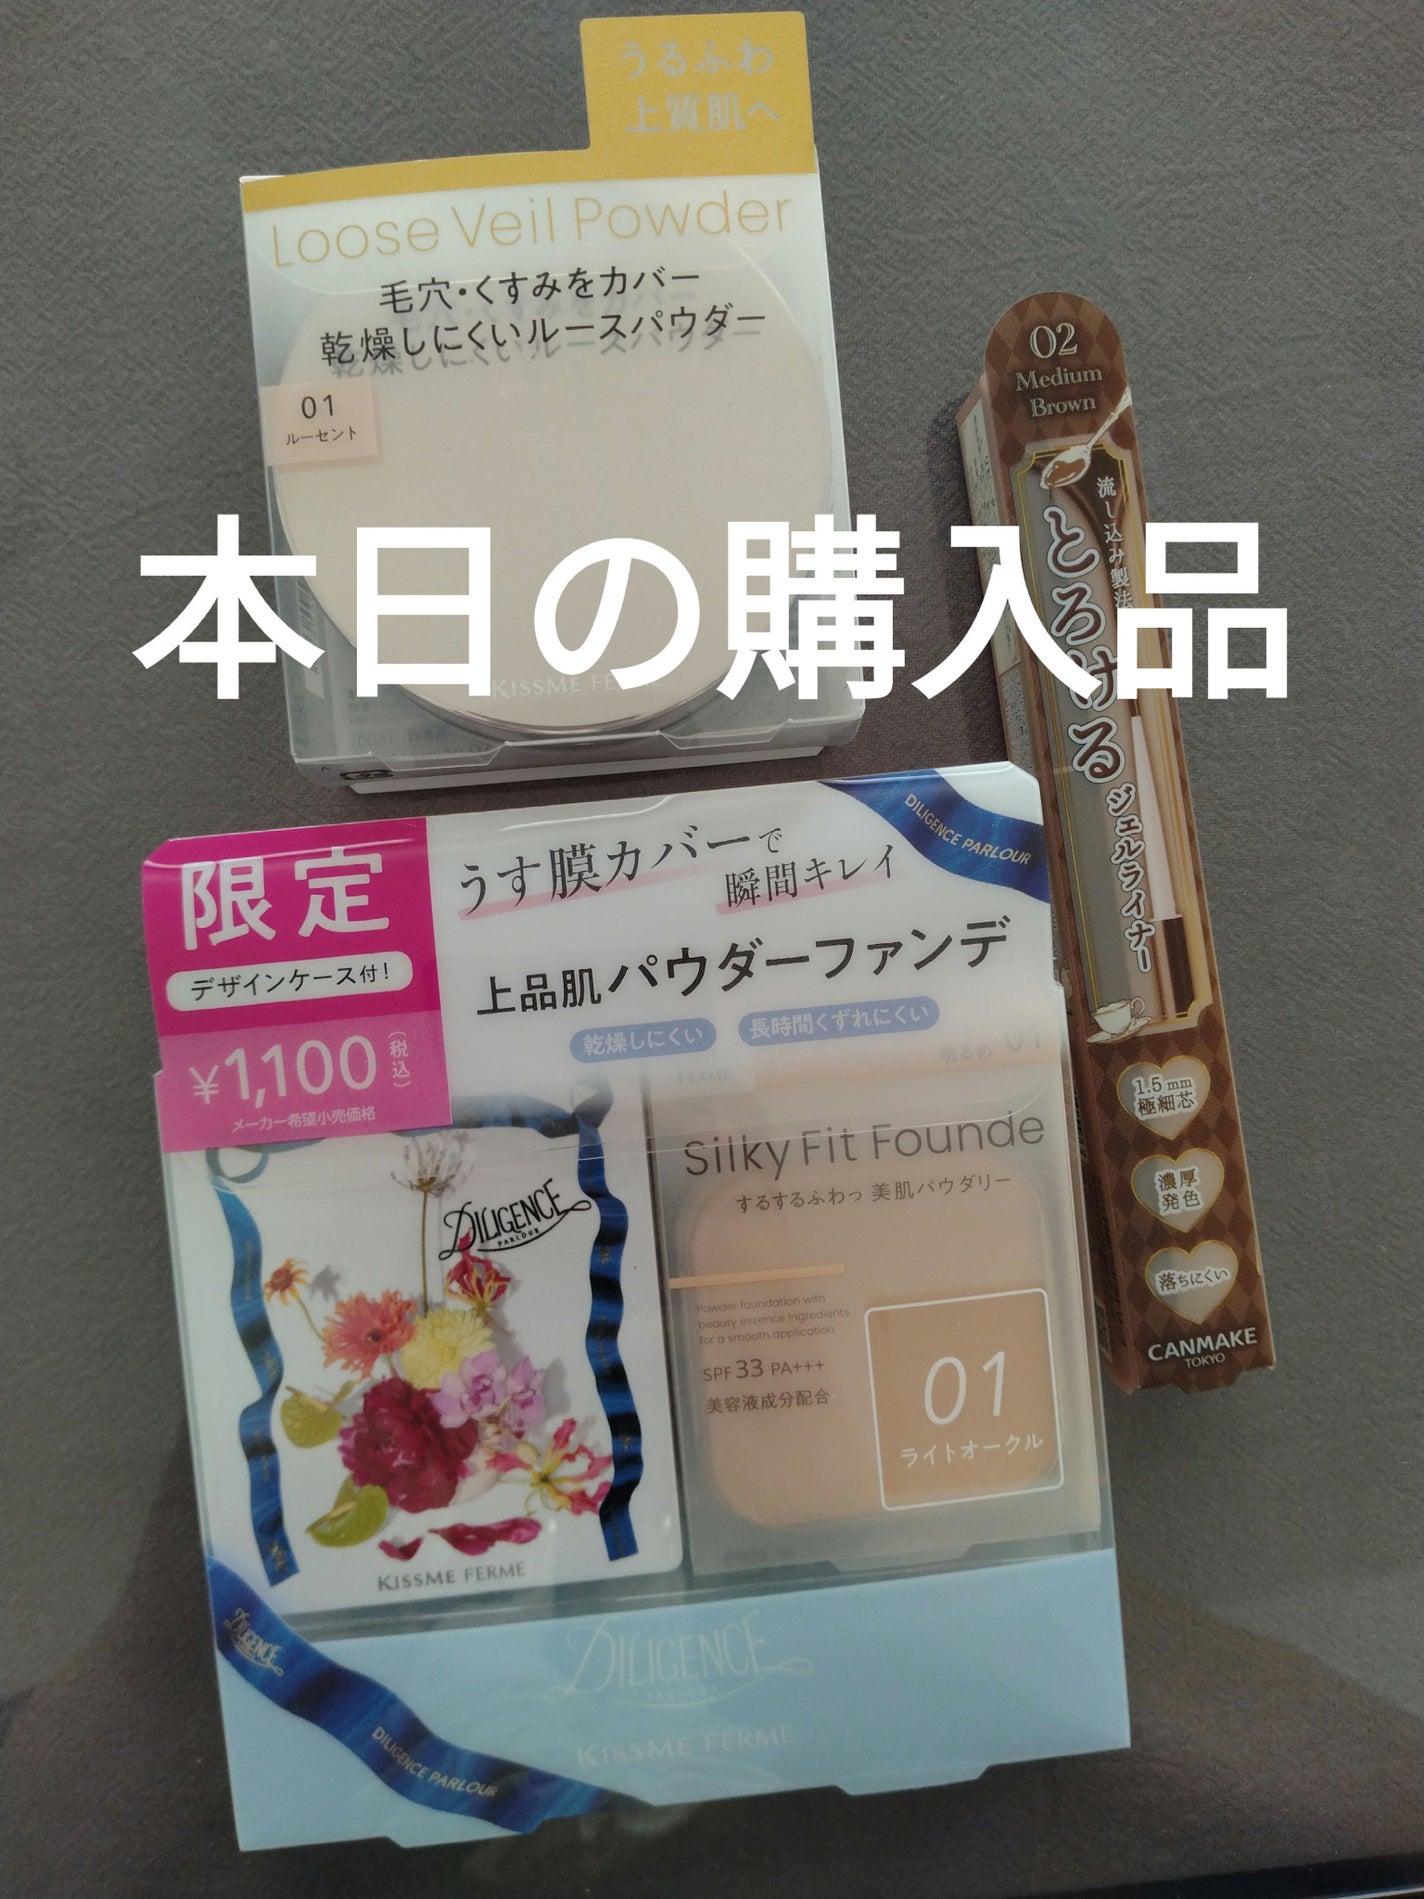 うるふわ
上質肌へ
Loose Veil Powder
毛穴・くすみをカバー
乾燥しにくいルースパウダー
01
ルーセント
KISSME FERME
本日の購入品
02
Medium
Brown
流し込み製法
とろける
ジェルライナー
1.5mm
極細芯
濃厚
発色
落ちにくい
CANMAKE
TOKYO
限定
デザインケース付!
¥1,100(税込)
メーカー希望小売価格
うす膜カバーで
瞬間キレイ
上品肌パウダーファンデ
乾燥しにくい
長時間くずれにくい
DILIGENCE PARLOUR
明るめ 01
FERME
Silky Fit Founde
するするふわっ 美肌パウダリー
Powder foundation with
beauty essence ingredients
for a smooth application
SPF33 PA+++
美容液成分配合
01
ライトオークル
DILIGENCE
PARLOUR
KISSME FERME
DILIGENCE
DILIGENCE PARLOUR
DILIGENCE
PARLOUR
KISSME FERME